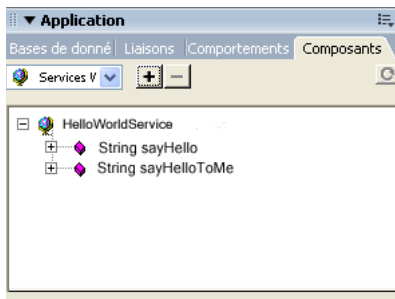 Application
Bases de donné Liaisons Comportements Composants
Services V
HelloWorldService
String sayHello
String sayHelloToMe